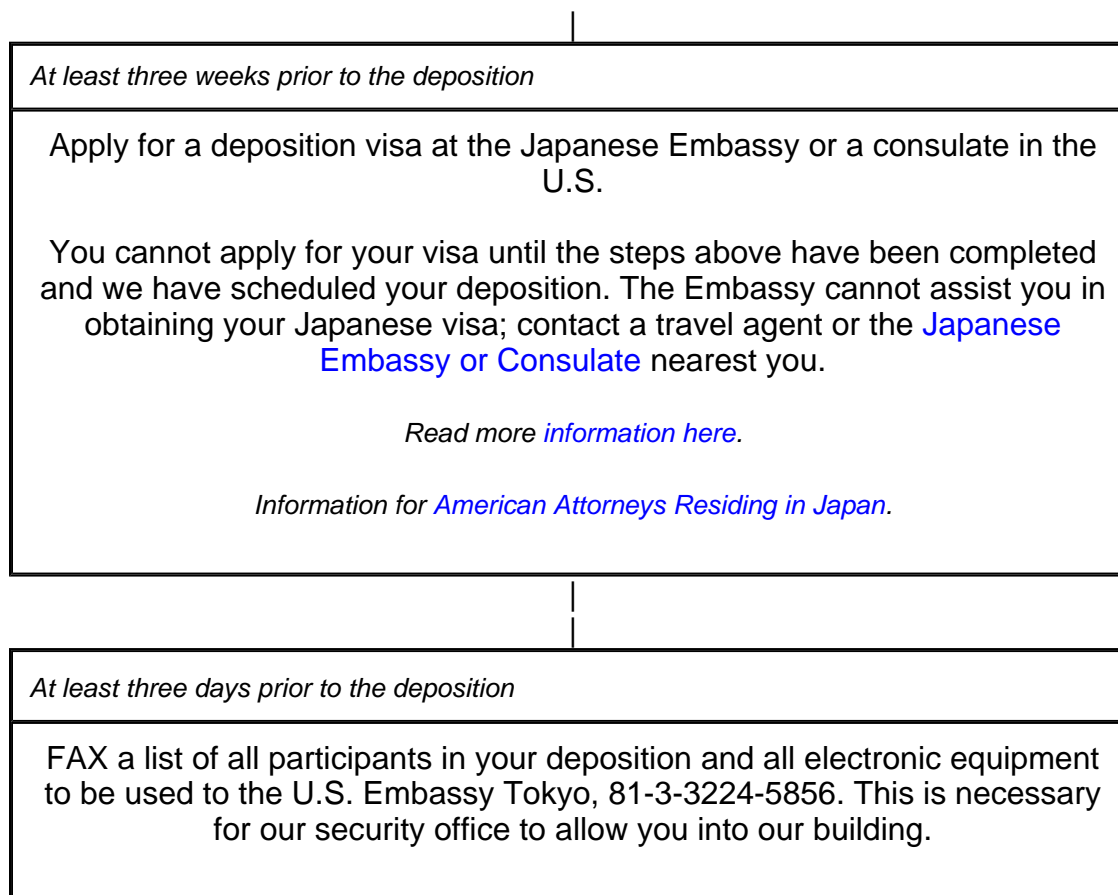 At least three weeks prior to the deposition
Apply for a deposition visa at the Japanese Embassy or a consulate in the
U.S.
You cannot apply for your visa until the steps above have been completed
and we have scheduled your deposition. The Embassy cannot assist you in
obtaining your Japanese visa; contact a travel agent or the Japanese
Embassy or Consulate nearest you.
Read more information here.
Information for American Attorneys Residing in Japan.
At least three days prior to the deposition
FAX a list of all participants in your deposition and all electronic equipment
to be used to the U.S. Embassy Tokyo, 81-3-3224-5856. This is necessary
for our security office to allow you into our building.